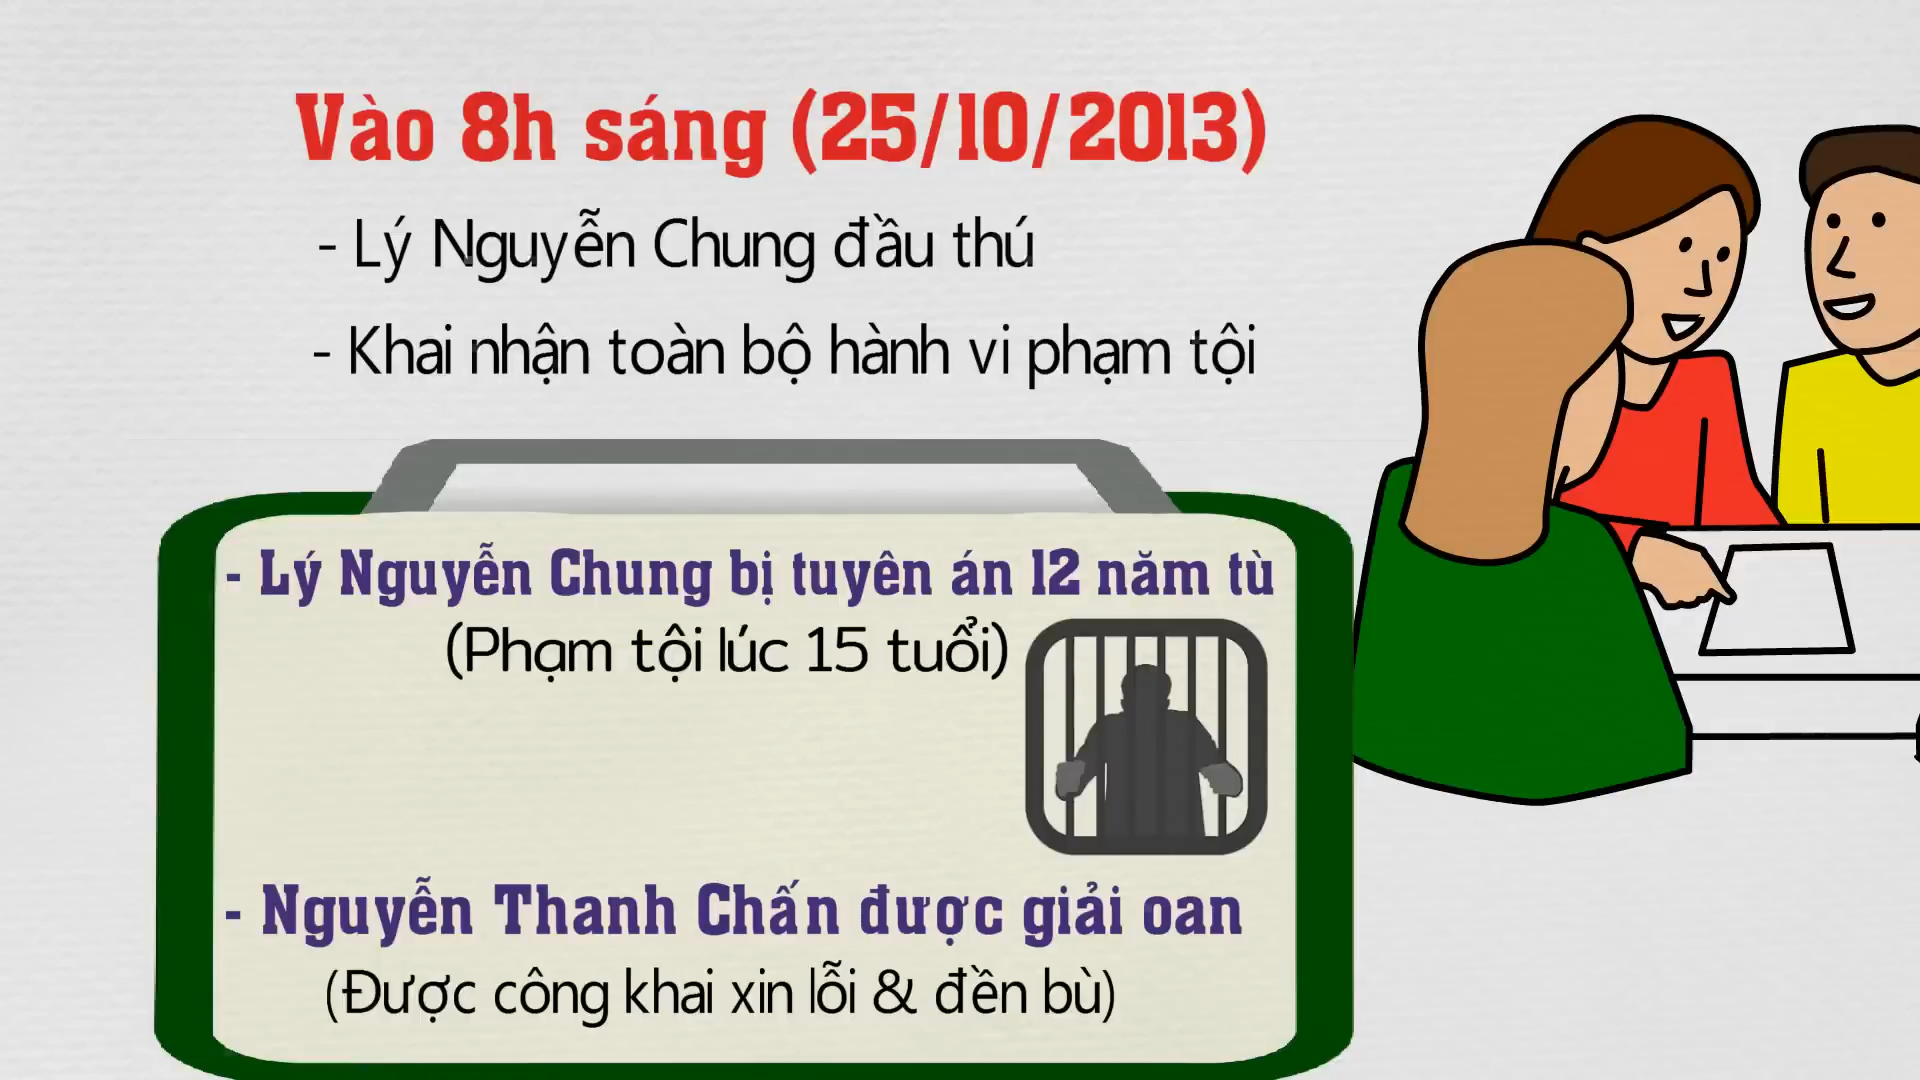 Vào 8h sáng (25/10/2013)
- Lý Nguyễn Chung đầu thú
- Khai nhận toàn bộ hành vi phạm tội
- Lý Nguyễn Chung bị tuyên án 12 năm tù
(Phạm tội lúc 15 tuổi)
- Nguyễn Thanh Chấn được giải oan
(Được công khai xin lỗi & đền bù)